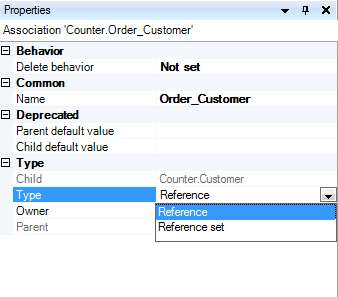 Properties
Association 'Counter.Order_Customer'
Behavior
Delete behavior Not set
Common
Name Order_Customer
Deprecated
Parent default value
Child default value
Type
Child Counter.Customer
Type Reference
Owner Reference
Parent Reference set